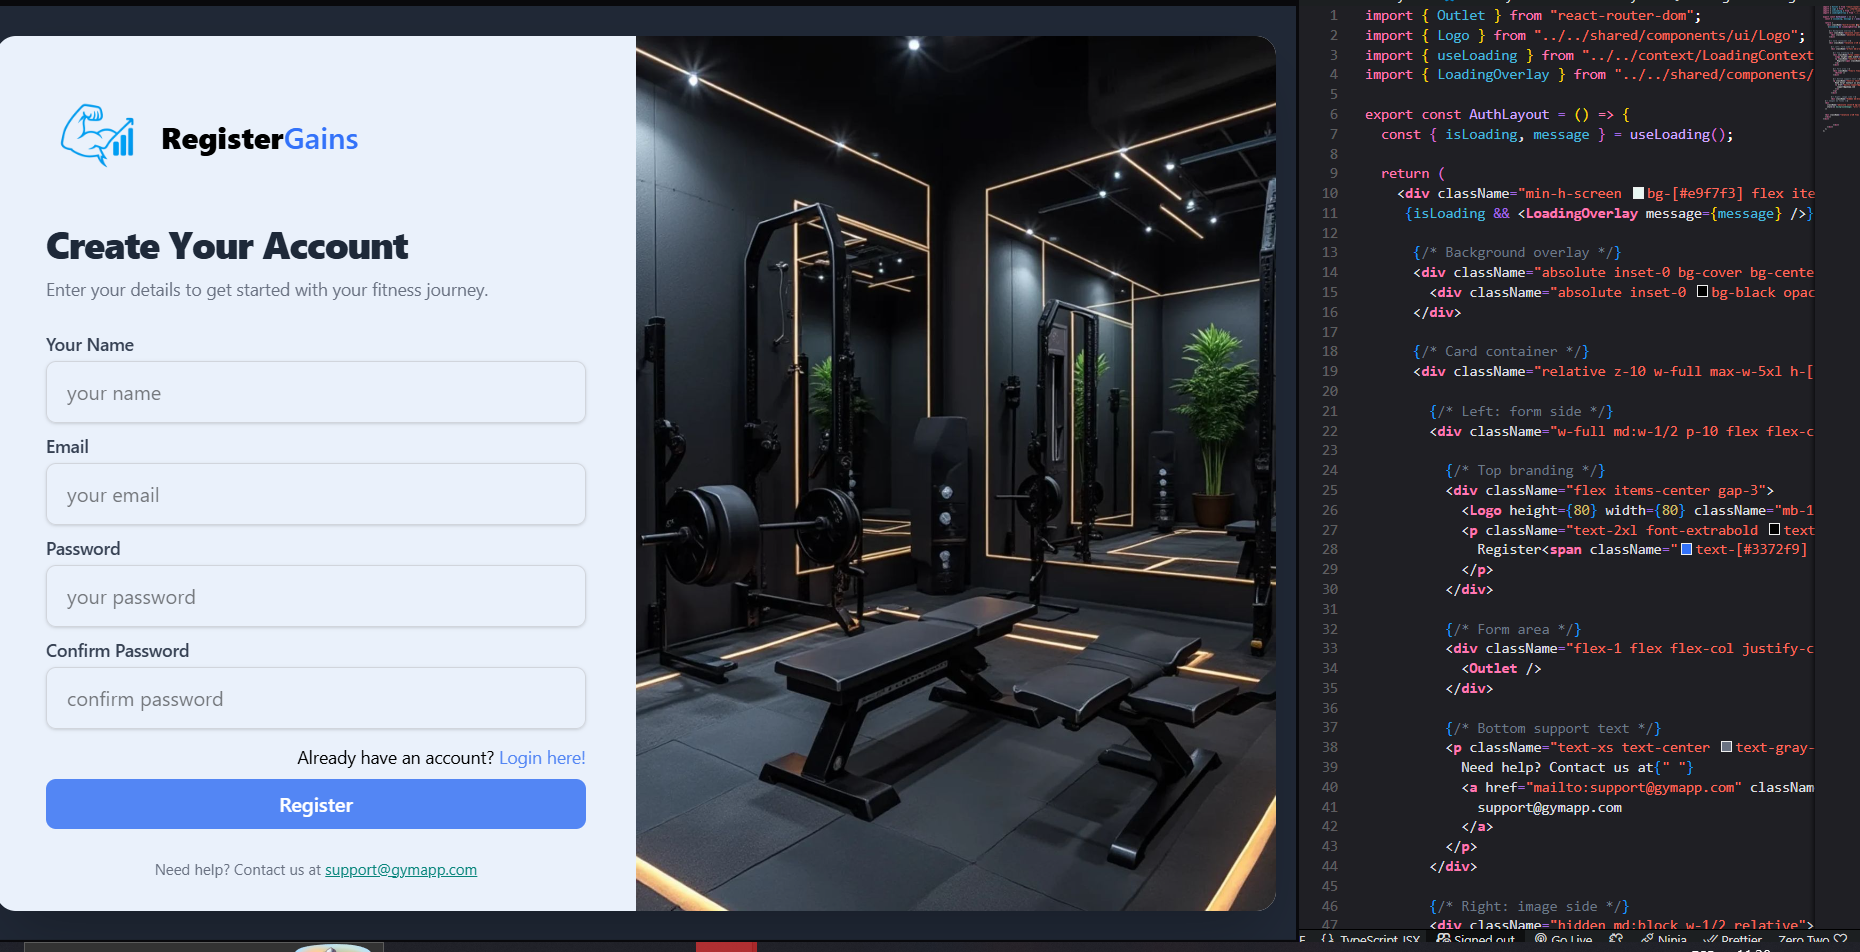 RegisterGains
Create Your Account
Enter your details to get started with your fitness journey.
Your Name
your name
Email
your email
Password
your password
Confirm Password
confirm password
Already have an account? Login here!
Register
Need help? Contact us at support@gymapp.com
1 import { Outlet } from "react-router-dom";
2 import { Logo } from "../../shared/components/ui/Logo";
3 import { useLoading } from "../../context/LoadingContext
4 import { LoadingOverlay } from "../../shared/components/
5
6 export const AuthLayout = () => {
7 const { isLoading, message } = useLoading();
8
9 return (
10 <div className="min-h-screen bg-[#e9f7f3] flex ite
11 {isLoading && <LoadingOverlay message={message} />}
12
13 {/* Background overlay */}
14 <div className="absolute inset-0 bg-cover bg-cente
15 <div className="absolute inset-0 bg-black opac
16 </div>
17
18 {/* Card container */}
19 <div className="relative z-10 w-full max-w-5xl h-[
20
21 {/* Left: form side */}
22 <div className="w-full md:w-1/2 p-10 flex flex-c
23
24 {/* Top branding */}
25 <div className="flex items-center gap-3">
26 <Logo height={80} width={80} className="mb-1
27 <p className="text-2xl font-extrabold text
28 Register<span className="text-[#3372f9]
29 </p>
30 </div>
31
32 {/* Form area */}
33 <div className="flex-1 flex flex-col justify-c
34 <Outlet />
35 </div>
36
37 {/* Bottom support text */}
38 <p className="text-xs text-center text-gray-
39 Need help? Contact us at{" "}
40 <a href="mailto:support@gymapp.com" classNam
41 support@gymapp.com
42 </a>
43 </p>
44 </div>
45
46 {/* Right: image side */}
47 <div className="hidden md:block w-1/2 relative">
{} TypeScript JSX Signed out Go Live Ninja Prettier Zero Two